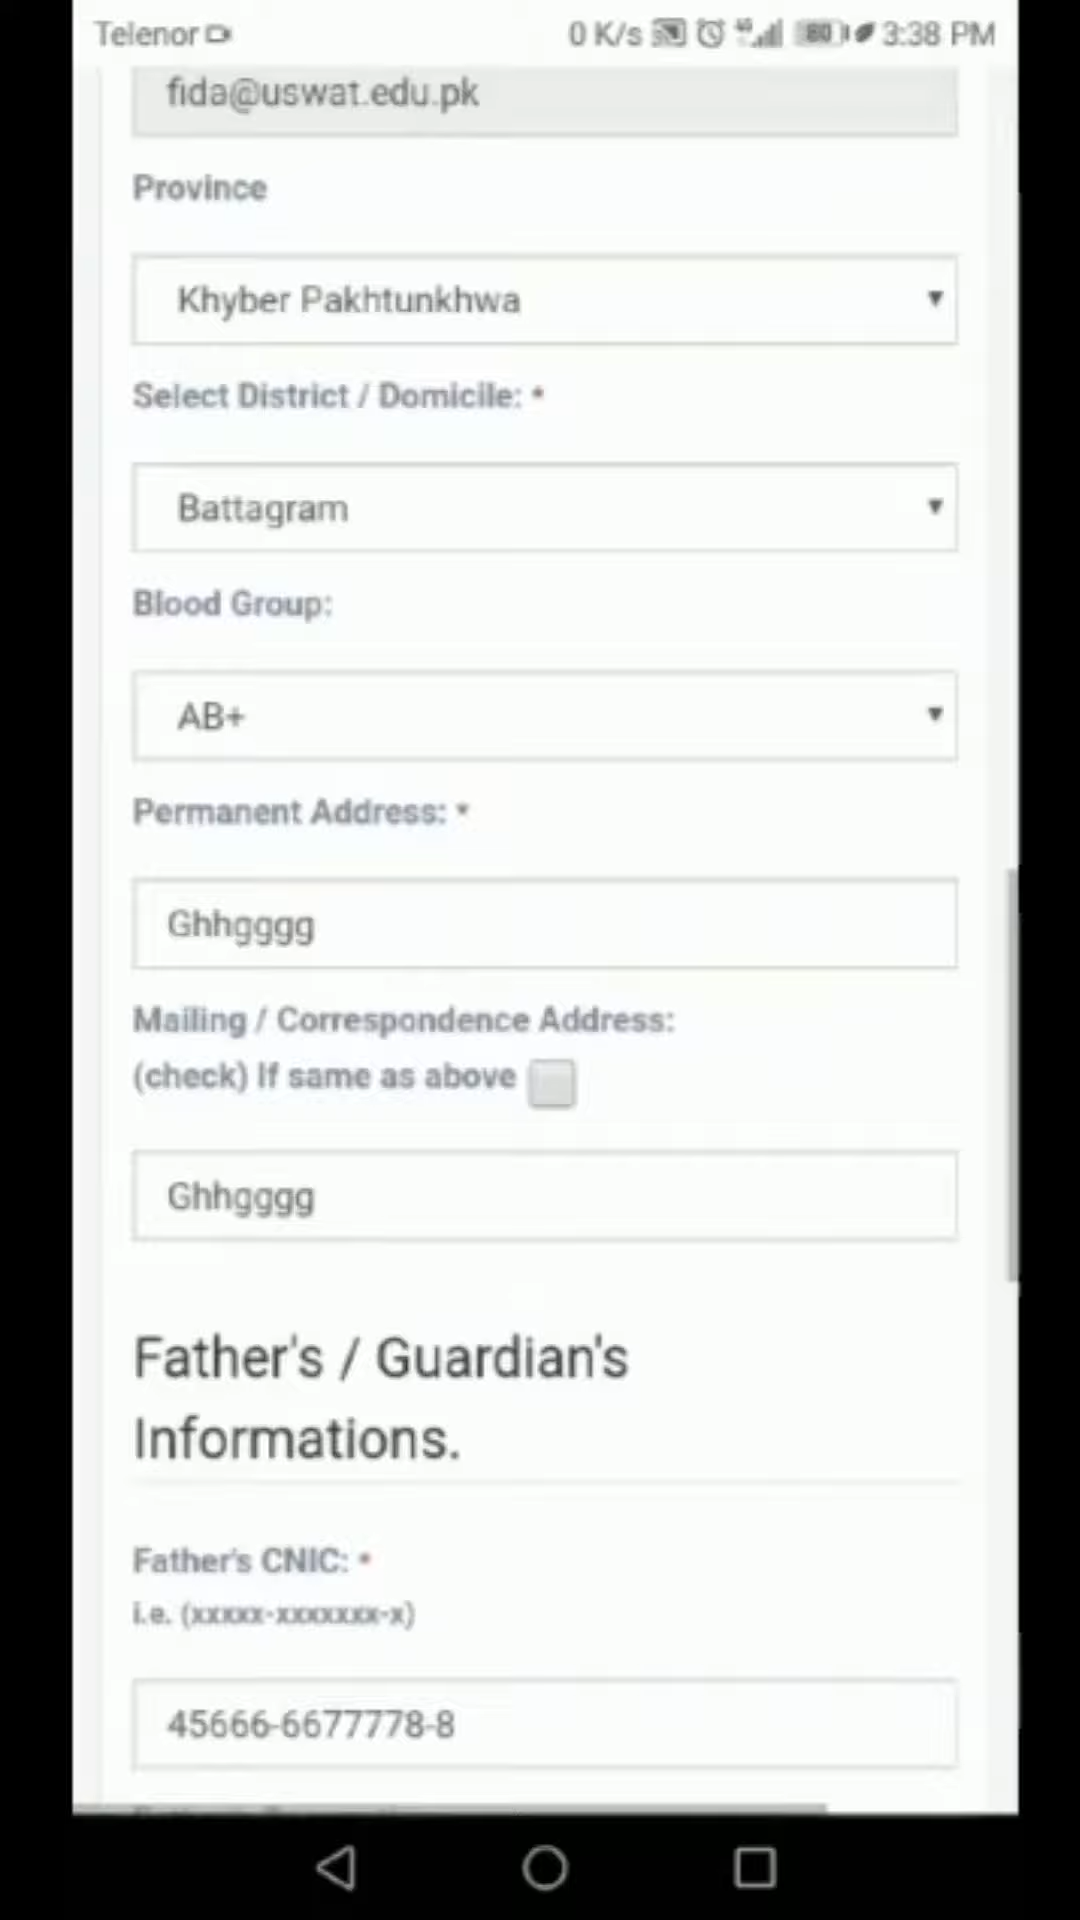 Telenor 0 K/s 4G 80 3:38 PM
fida@uswat.edu.pk
Province
Khyber Pakhtunkhwa
Select District / Domicile: *
Battagram
Blood Group:
AB+
Permanent Address: *
Ghhgggg
Mailing / Correspondence Address:
(check) If same as above
Ghhgggg
Father's / Guardian's
Informations.
Father's CNIC: *
i.e. (xxxxx-xxxxxxx-x)
45666-6677778-8